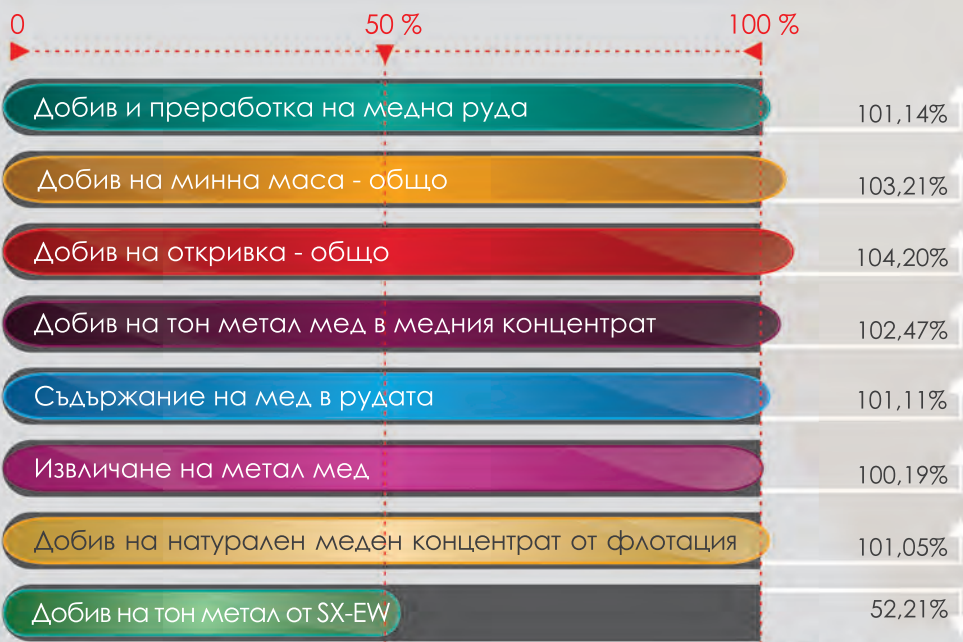 0 50 % 100 %
Добив и преработка на медна руда 101,14%
Добив на минна маса - общо 103,21%
Добив на откривка - общо 104,20%
Добив на тон метал мед в медния концентрат 102,47%
Съдържание на мед в рудата 101,11%
Извличане на метал мед 100,19%
Добив на натурален меден концентрат от флотация 101,05%
Добив на тон метал от SX-EW 52,21%